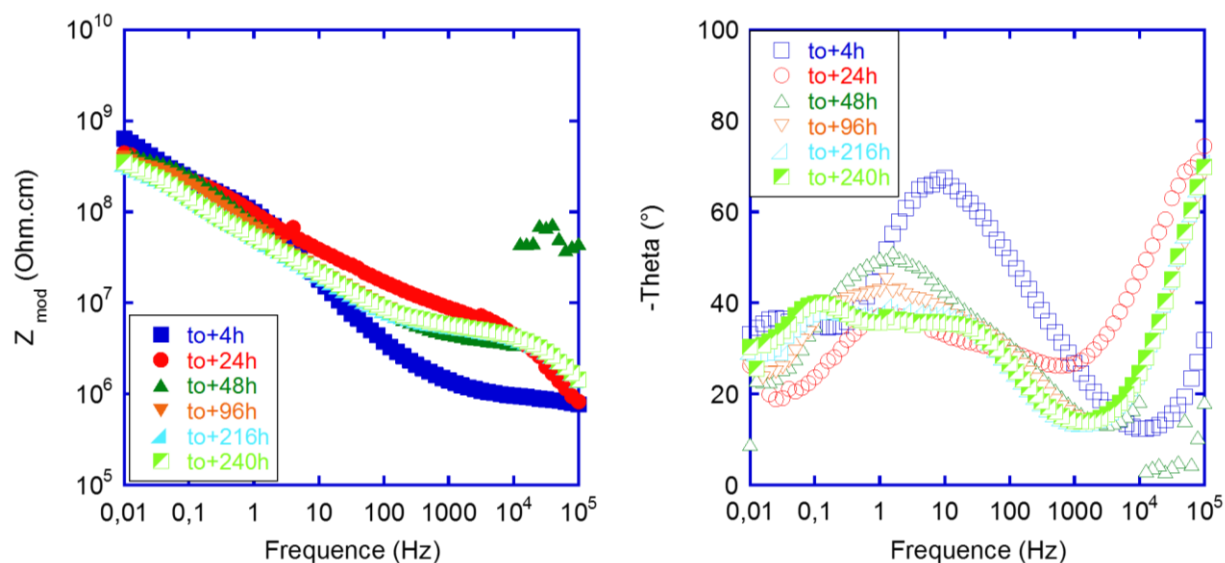 10^10
10^9
10^8
10^7
10^6
10^5
Z_mod (Ohm.cm)
to+4h
to+24h
to+48h
to+96h
to+216h
to+240h
0,01 0,1 1 10 100 1000 10^4 10^5
Frequence (Hz)
100
80
60
40
20
0
-Theta (°)
to+4h
to+24h
to+48h
to+96h
to+216h
to+240h
0,01 0,1 1 10 100 1000 10^4 10^5
Frequence (Hz)